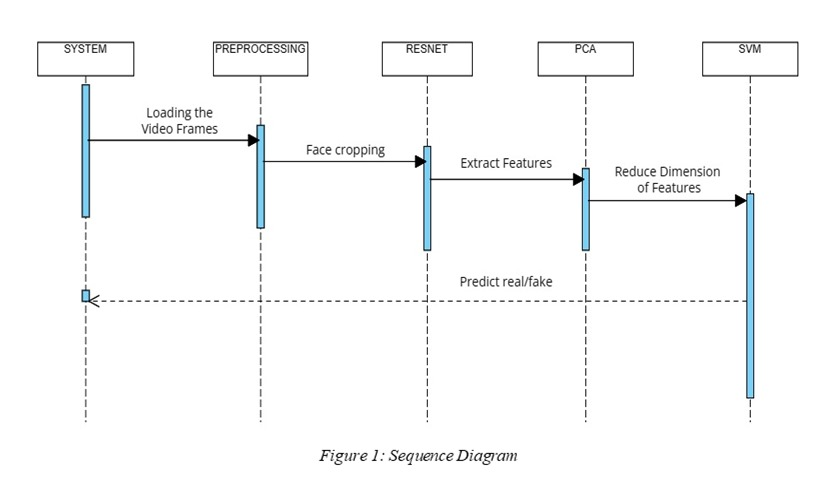 SYSTEM
PREPROCESSING
RESNET
PCA
SVM
Loading the
Video Frames
Face cropping
Extract Features
Reduce Dimension
of Features
Predict real/fake
Figure 1: Sequence Diagram